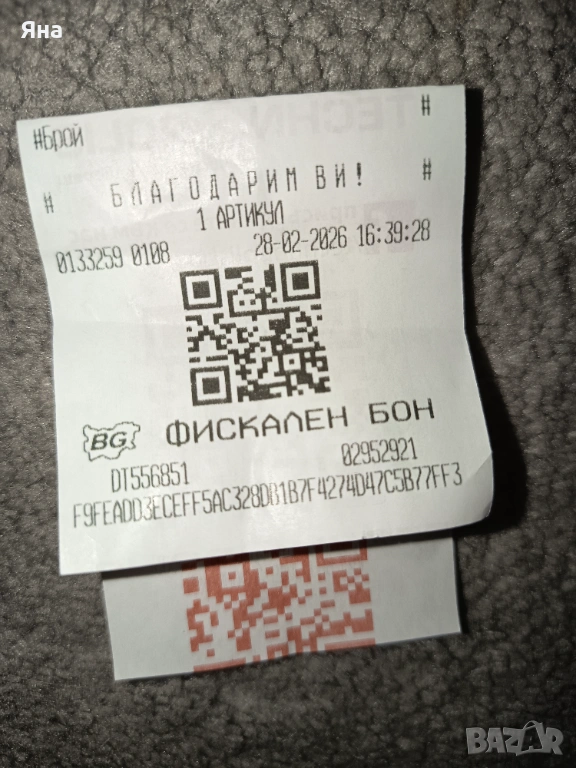 Яна
#Брой #
# БЛАГОДАРИМ ВИ! #
1 АРТИКУЛ
0133259 0108 28-02-2026 16:39:28
BG ФИСКАЛЕН БОН
DT556851 02952921
F9FEADD3ECEFF5AC328DB1B7F4274D47C5B77FF3
BAZAR